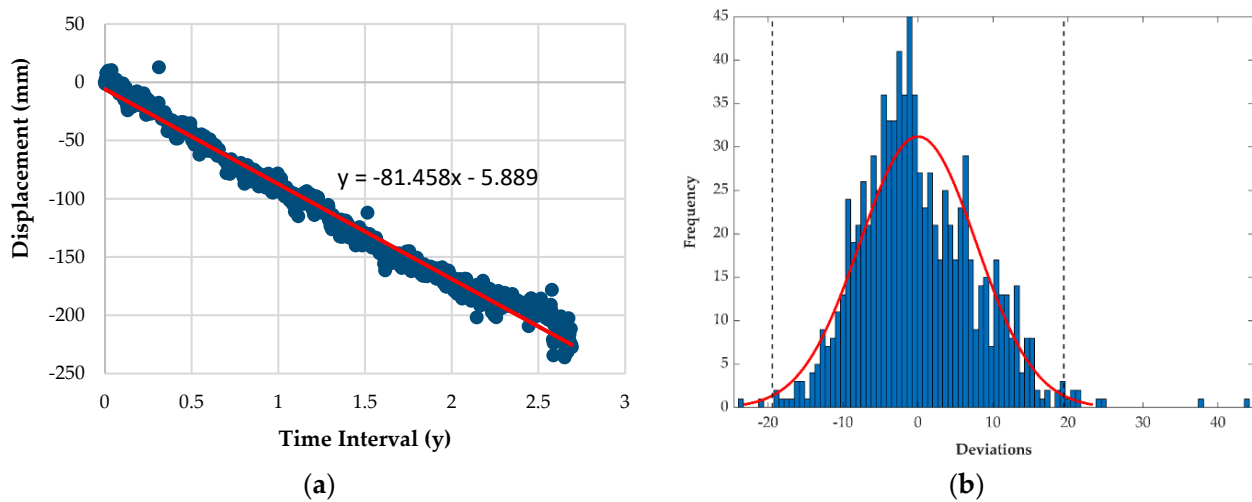 50
0
-50
-100
-150
-200
-250
Displacement (mm)
y = -81.458x - 5.889
0 0.5 1 1.5 2 2.5 3
Time Interval (y)
(a)
45
40
35
30
25
20
15
10
5
0
Frequency
-20 -10 0 10 20 30 40
Deviations
(b)